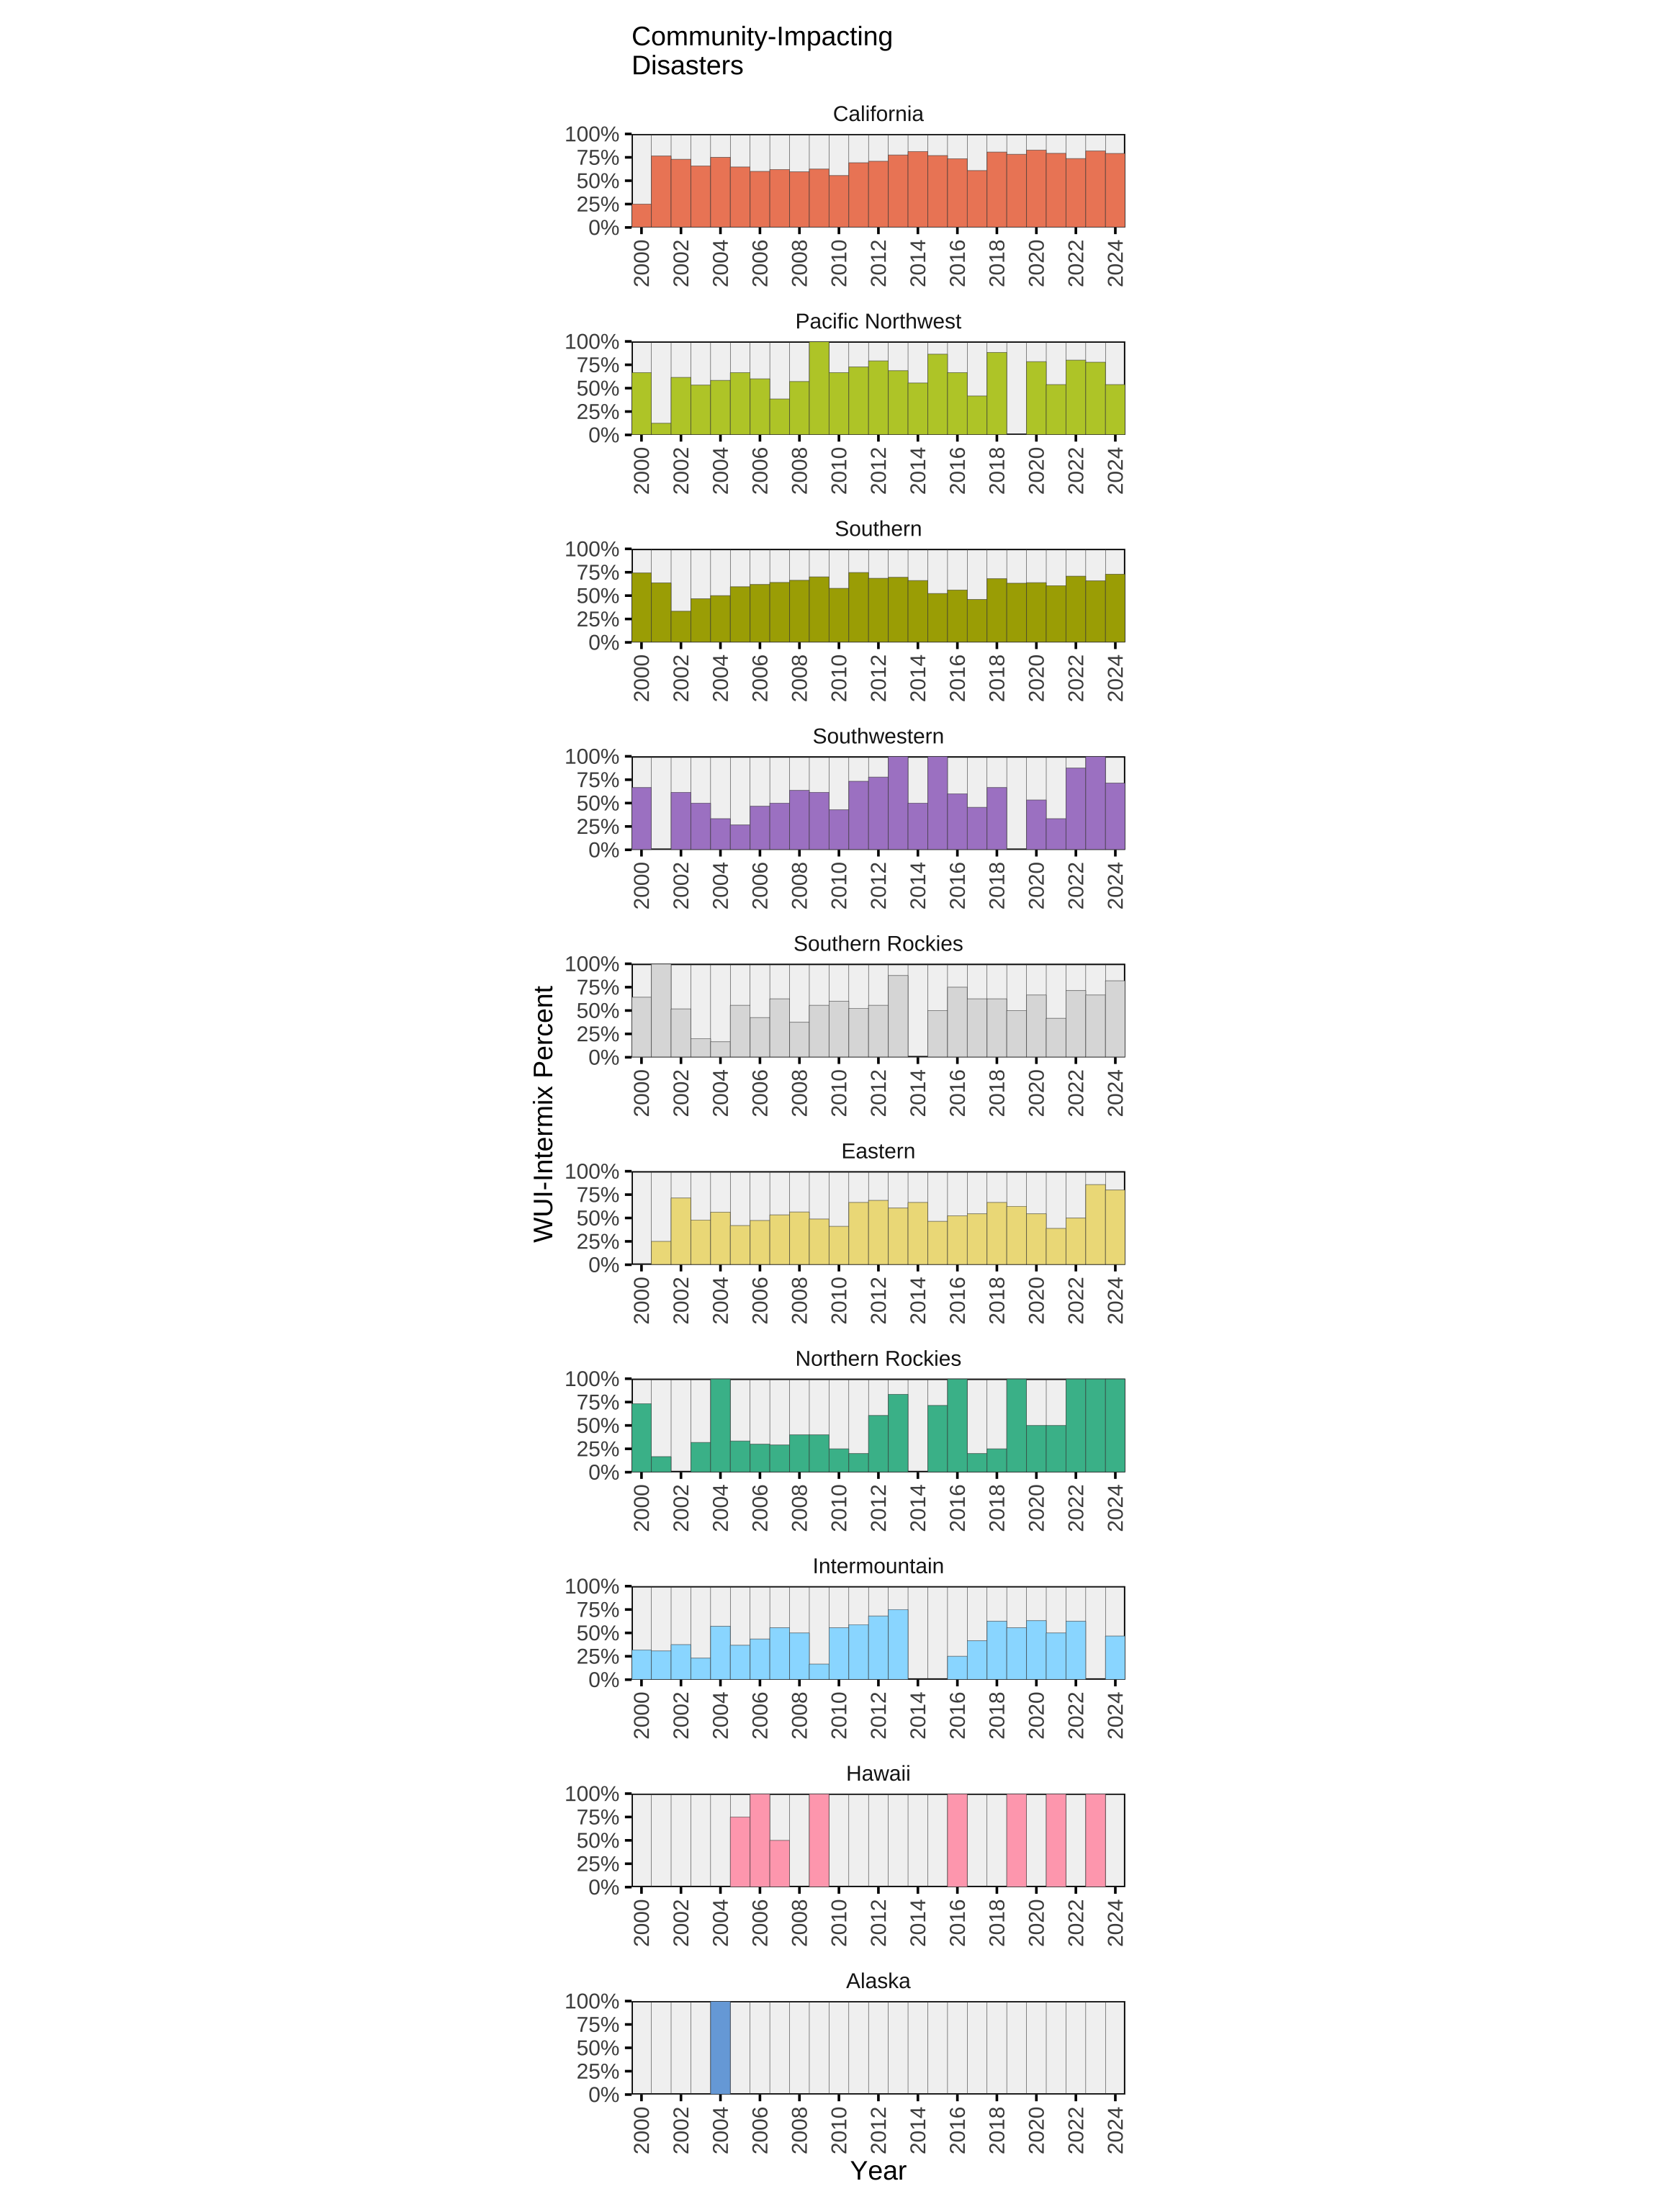 Community-Impacting
Disasters
California
100%
75%
50%
25%
0%
2000 2002 2004 2006 2008 2010 2012 2014 2016 2018 2020 2022 2024
Pacific Northwest
100%
75%
50%
25%
0%
2000 2002 2004 2006 2008 2010 2012 2014 2016 2018 2020 2022 2024
Southern
100%
75%
50%
25%
0%
2000 2002 2004 2006 2008 2010 2012 2014 2016 2018 2020 2022 2024
Southwestern
100%
75%
50%
25%
0%
2000 2002 2004 2006 2008 2010 2012 2014 2016 2018 2020 2022 2024
Southern Rockies
100%
75%
50%
25%
0%
2000 2002 2004 2006 2008 2010 2012 2014 2016 2018 2020 2022 2024
WUI-Intermix Percent
Eastern
100%
75%
50%
25%
0%
2000 2002 2004 2006 2008 2010 2012 2014 2016 2018 2020 2022 2024
Northern Rockies
100%
75%
50%
25%
0%
2000 2002 2004 2006 2008 2010 2012 2014 2016 2018 2020 2022 2024
Intermountain
100%
75%
50%
25%
0%
2000 2002 2004 2006 2008 2010 2012 2014 2016 2018 2020 2022 2024
Hawaii
100%
75%
50%
25%
0%
2000 2002 2004 2006 2008 2010 2012 2014 2016 2018 2020 2022 2024
Alaska
100%
75%
50%
25%
0%
2000 2002 2004 2006 2008 2010 2012 2014 2016 2018 2020 2022 2024
Year